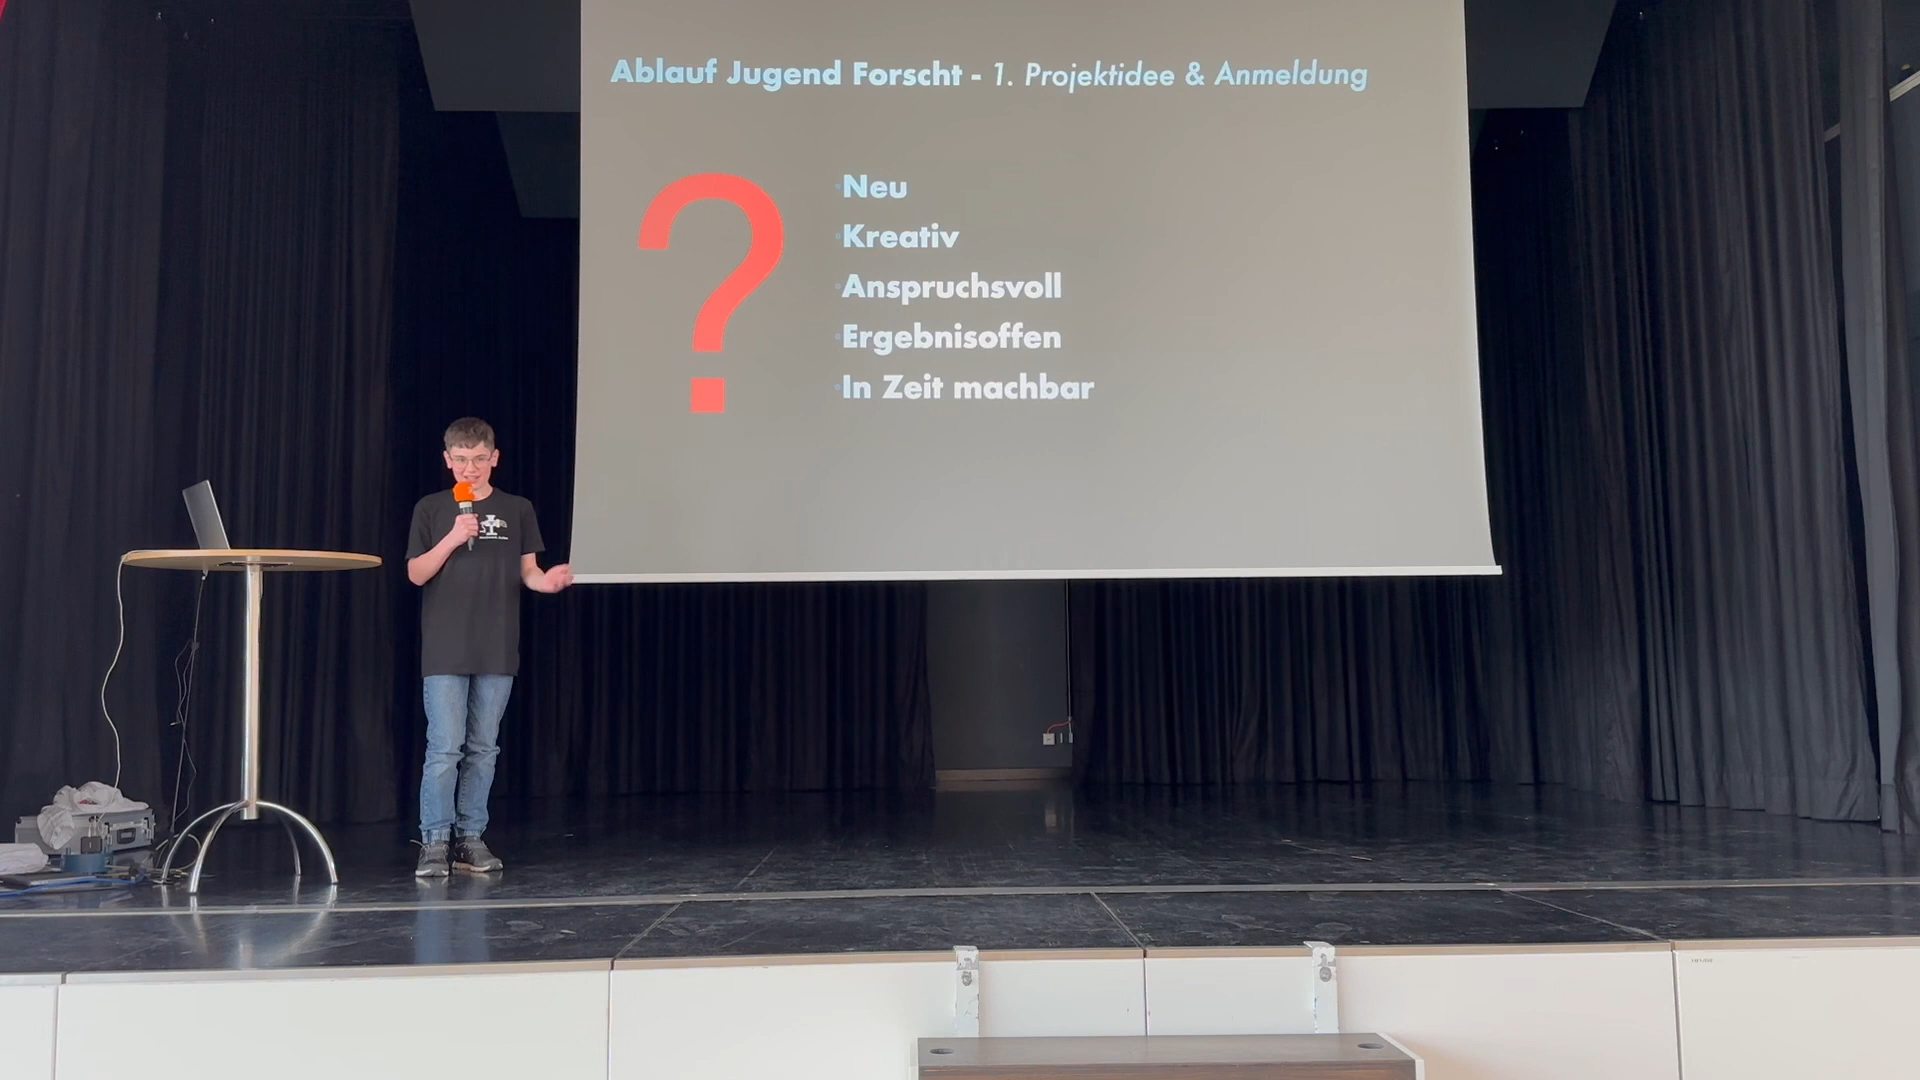 Ablauf Jugend Forscht - 1. Projektidee & Anmeldung
?
Neu
Kreativ
Anspruchsvoll
Ergebnisoffen
In Zeit machbar